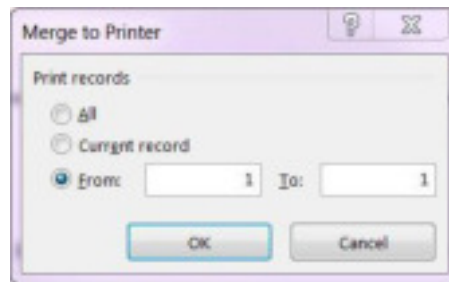 Merge to Printer
Print records
All
Current record
From: 1 To: 1
OK Cancel